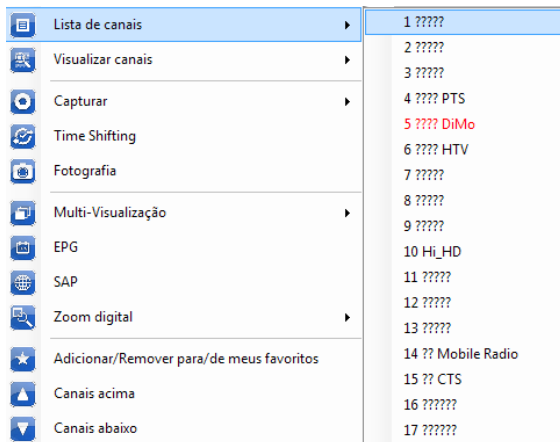 Lista de canais
Visualizar canais
Capturar
Time Shifting
Fotografia
Multi-Visualização
EPG
SAP
Zoom digital
Adicionar/Remover para/de meus favoritos
Canais acima
Canais abaixo
1 ?????
2 ?????
3 ?????
4 ???? PTS
5 ???? DiMo
6 ???? HTV
7 ?????
8 ?????
9 ?????
10 Hi_HD
11 ?????
12 ?????
13 ?????
14 ?? Mobile Radio
15 ?? CTS
16 ??????
17 ??????